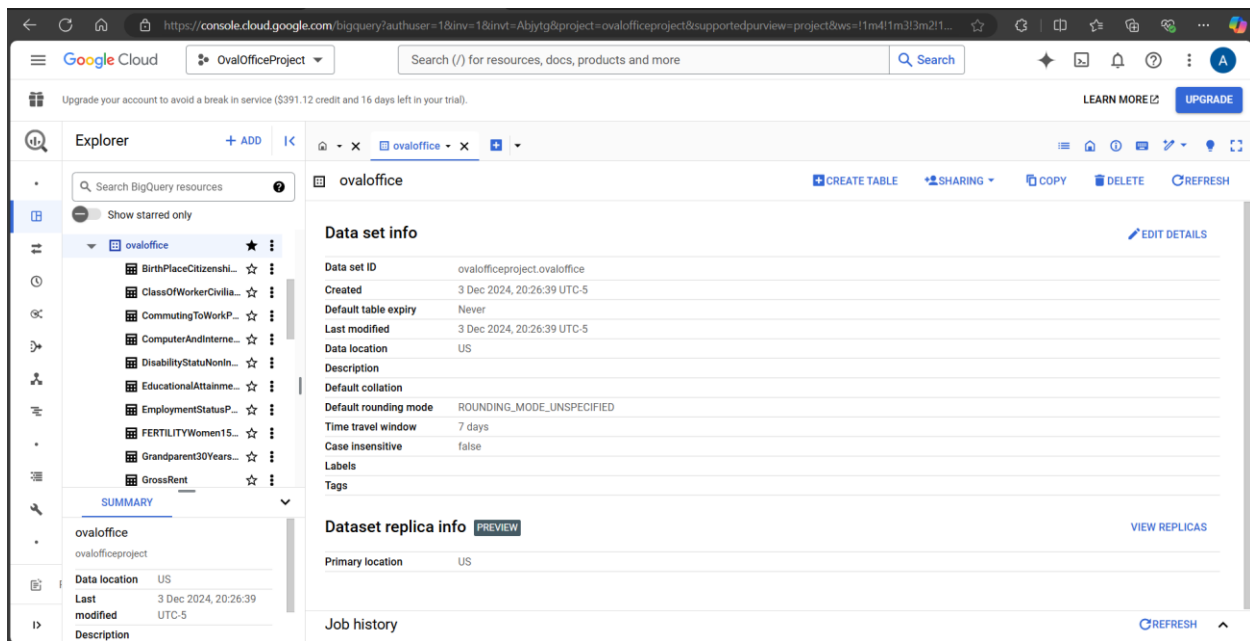 https://console.cloud.google.com/bigquery?authuser=1&inv=1&invt=Abjytg&project=ovalofficeproject&supportedpurview=project&ws=!1m4!1m3!3m2!1...
Google Cloud
OvalOfficeProject
Search (/) for resources, docs, products and more
Search
A
Upgrade your account to avoid a break in service ($391.12 credit and 16 days left in your trial).
LEARN MORE
UPGRADE
Explorer
+ ADD
ovaloffice
Search BigQuery resources
Show starred only
ovaloffice
BirthPlaceCitizenshi...
ClassOfWorkerCivilia...
CommutingToWorkP...
ComputerAndInterne...
DisabilityStatuNonIn...
EducationalAttainme...
EmploymentStatusP...
FERTILITYWomen15...
Grandparent30Years...
GrossRent
SUMMARY
ovaloffice
ovalofficeproject
Data location US
Last modified 3 Dec 2024, 20:26:39 UTC-5
Description
ovaloffice
CREATE TABLE
SHARING
COPY
DELETE
REFRESH
Data set info
EDIT DETAILS
Data set ID ovalofficeproject.ovaloffice
Created 3 Dec 2024, 20:26:39 UTC-5
Default table expiry Never
Last modified 3 Dec 2024, 20:26:39 UTC-5
Data location US
Description
Default collation
Default rounding mode ROUNDING_MODE_UNSPECIFIED
Time travel window 7 days
Case insensitive false
Labels
Tags
Dataset replica info PREVIEW
VIEW REPLICAS
Primary location US
Job history
REFRESH